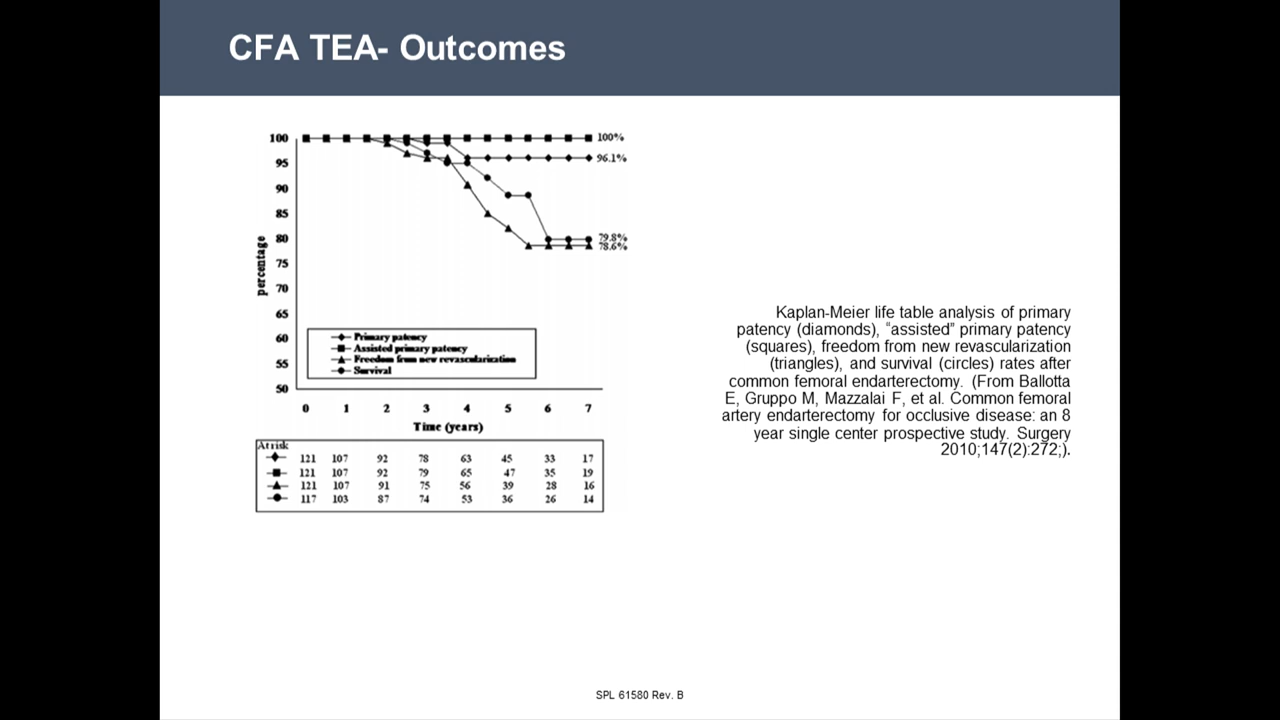 CFA TEA- Outcomes
100
95
90
85
80
75
70
65
60
55
50
percentage
100%
96.1%
79.8%
78.6%
Primary patency
Assisted primary patency
Freedom from new revascularization
Survival
0 1 2 3 4 5 6 7
Time (years)
At risk
121 107 92 78 63 45 33 17
121 107 92 79 65 47 35 19
121 107 91 75 56 39 28 16
117 103 87 74 53 36 26 14
Kaplan-Meier life table analysis of primary
patency (diamonds), “assisted” primary patency
(squares), freedom from new revascularization
(triangles), and survival (circles) rates after
common femoral endarterectomy. (From Ballotta
E, Gruppo M, Mazzalai F, et al. Common femoral
artery endarterectomy for occlusive disease: an 8
year single center prospective study. Surgery
2010;147(2):272;).
SPL 61580 Rev. B